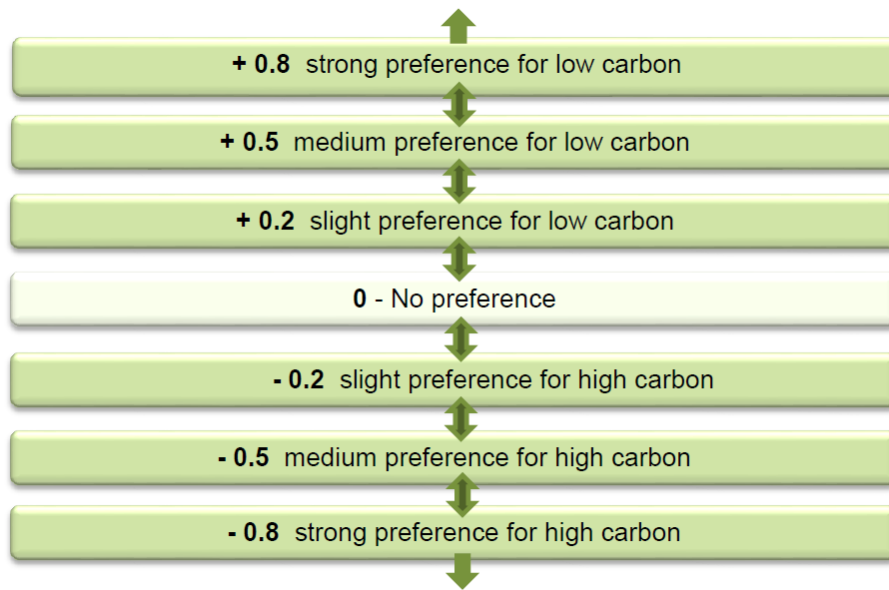 + 0.8 strong preference for low carbon
+ 0.5 medium preference for low carbon
+ 0.2 slight preference for low carbon
0 - No preference
- 0.2 slight preference for high carbon
- 0.5 medium preference for high carbon
- 0.8 strong preference for high carbon